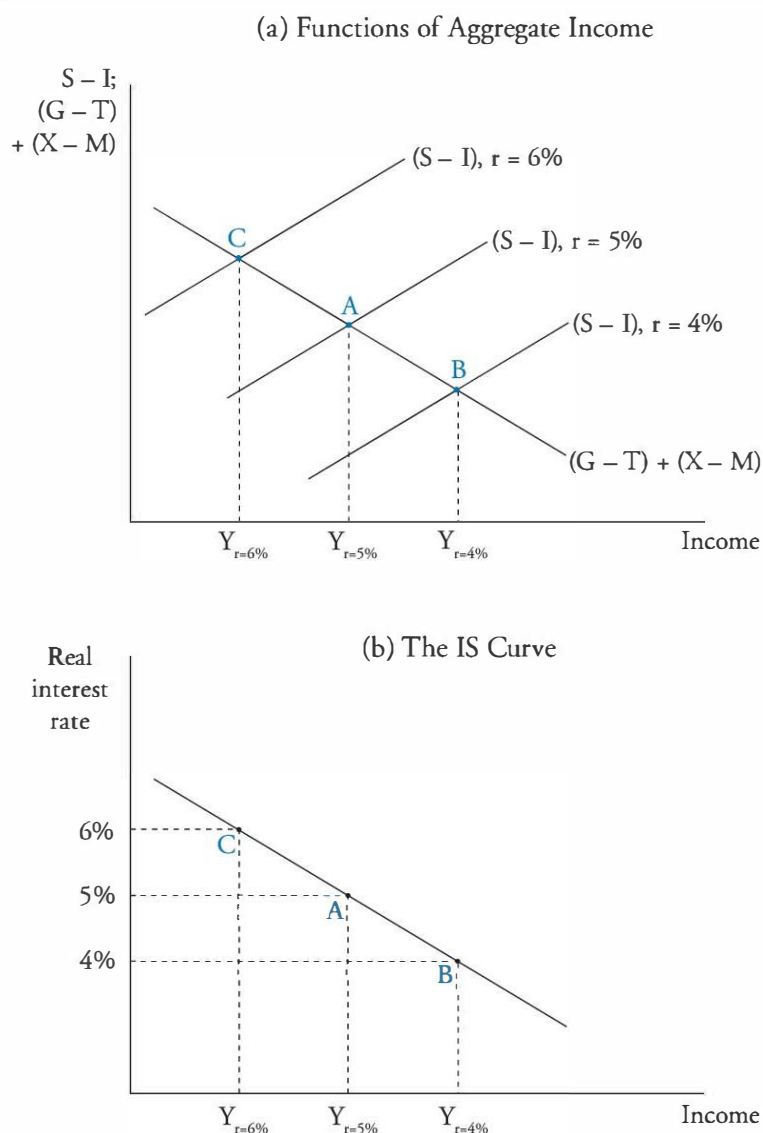 (a) Functions of Aggregate Income
S – I;
(G – T)
+ (X – M)
(S – I), r = 6%
C
(S – I), r = 5%
A
(S – I), r = 4%
B
(G – T) + (X – M)
Y r=6%
Y r=5%
Y r=4%
Income
(b) The IS Curve
Real
interest
rate
6%
C
5%
A
4%
B
Y r=6%
Y r=5%
Y r=4%
Income